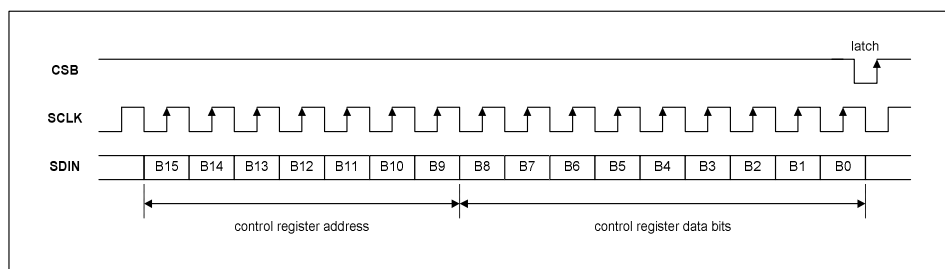 latch
CSB
SCLK
SDIN B15 B14 B13 B12 B11 B10 B9 B8 B7 B6 B5 B4 B3 B2 B1 B0
control register address control register data bits